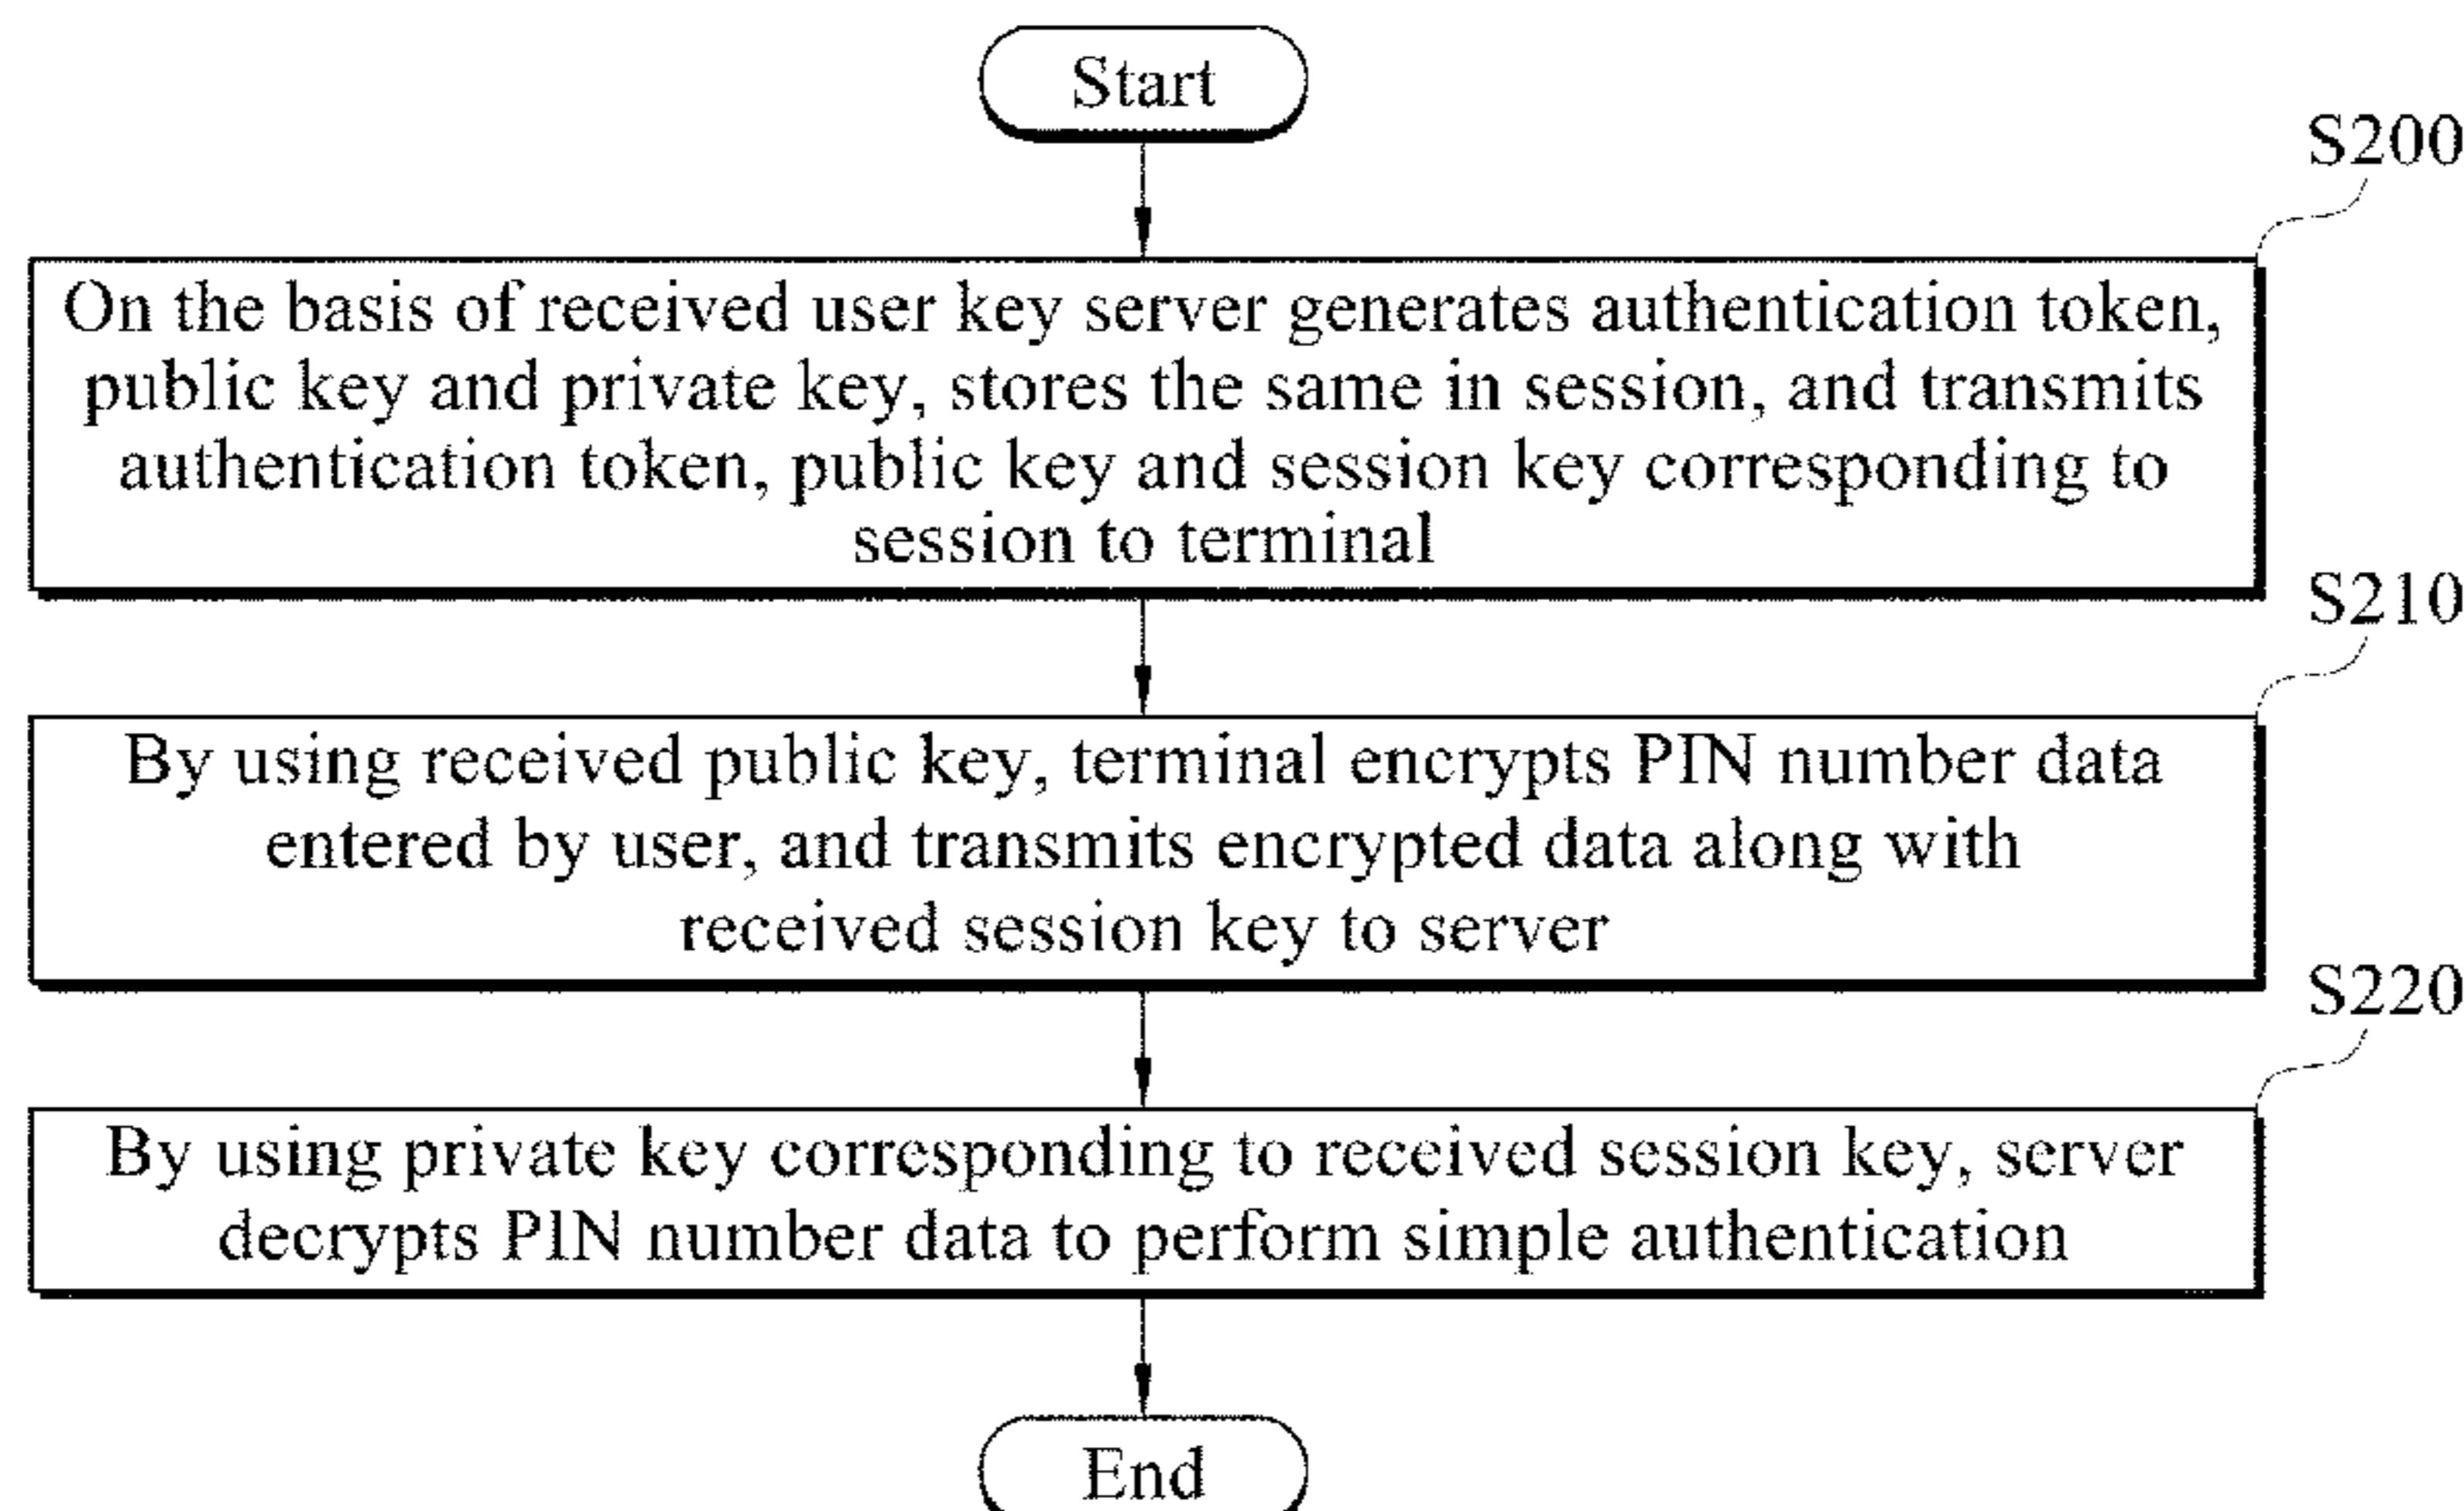 Start
S200
On the basis of received user key server generates authentication token,
public key and private key, stores the same in session, and transmits
authentication token, public key and session key corresponding to
session to terminal
S210
By using received public key, terminal encrypts PIN number data
entered by user, and transmits encrypted data along with
received session key to server
S220
By using private key corresponding to received session key, server
decrypts PIN number data to perform simple authentication
End